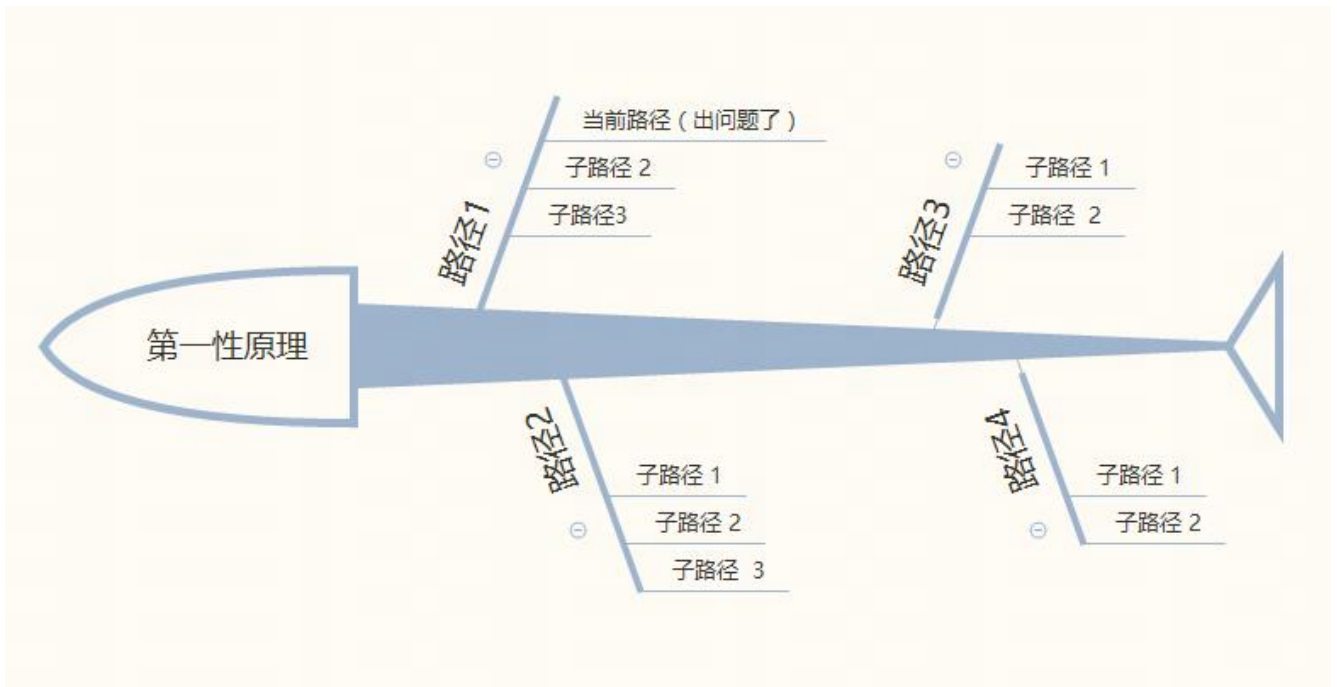 第一性原理
路径1
当前路径（出问题了）
子路径 2
子路径3
路径2
子路径 1
子路径 2
子路径 3
路径3
子路径 1
子路径 2
路径4
子路径 1
子路径 2